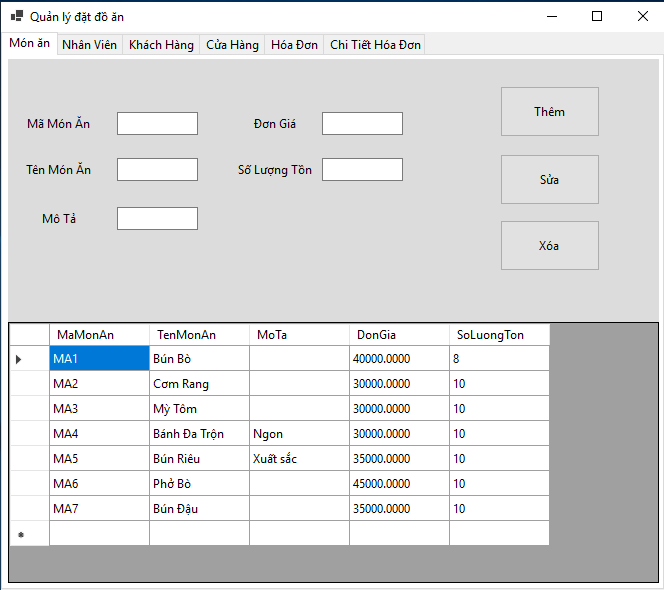 Quản lý đặt đồ ăn
Món ăn Nhân Viên Khách Hàng Cửa Hàng Hóa Đơn Chi Tiết Hóa Đơn
Mã Món Ăn Đơn Giá Thêm
Tên Món Ăn Số Lượng Tồn Sửa
Mô Tả Xóa
MaMonAn TenMonAn MoTa DonGia SoLuongTon
MA1 Bún Bò 40000.0000 8
MA2 Cơm Rang 30000.0000 10
MA3 Mỳ Tôm 30000.0000 10
MA4 Bánh Đa Trộn Ngon 30000.0000 10
MA5 Bún Riêu Xuất sắc 35000.0000 10
MA6 Phở Bò 45000.0000 10
MA7 Bún Đậu 35000.0000 10